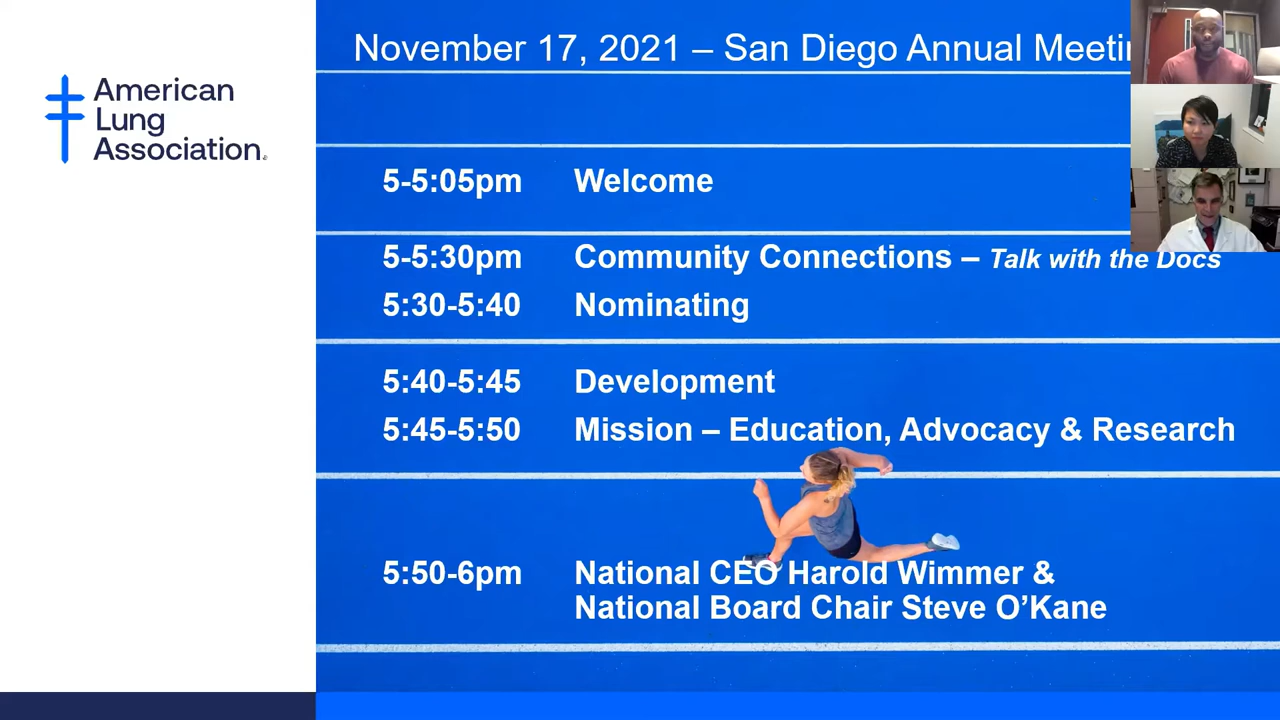 November 17, 2021 – San Diego Annual
American
Lung
Association
5-5:05pm Welcome
5-5:30pm Community Connections – Talk with the Docs
5:30-5:40 Nominating
5:40-5:45 Development
5:45-5:50 Mission – Education, Advocacy & Research
5:50-6pm National CEO Harold Wimmer &
National Board Chair Steve O’Kane